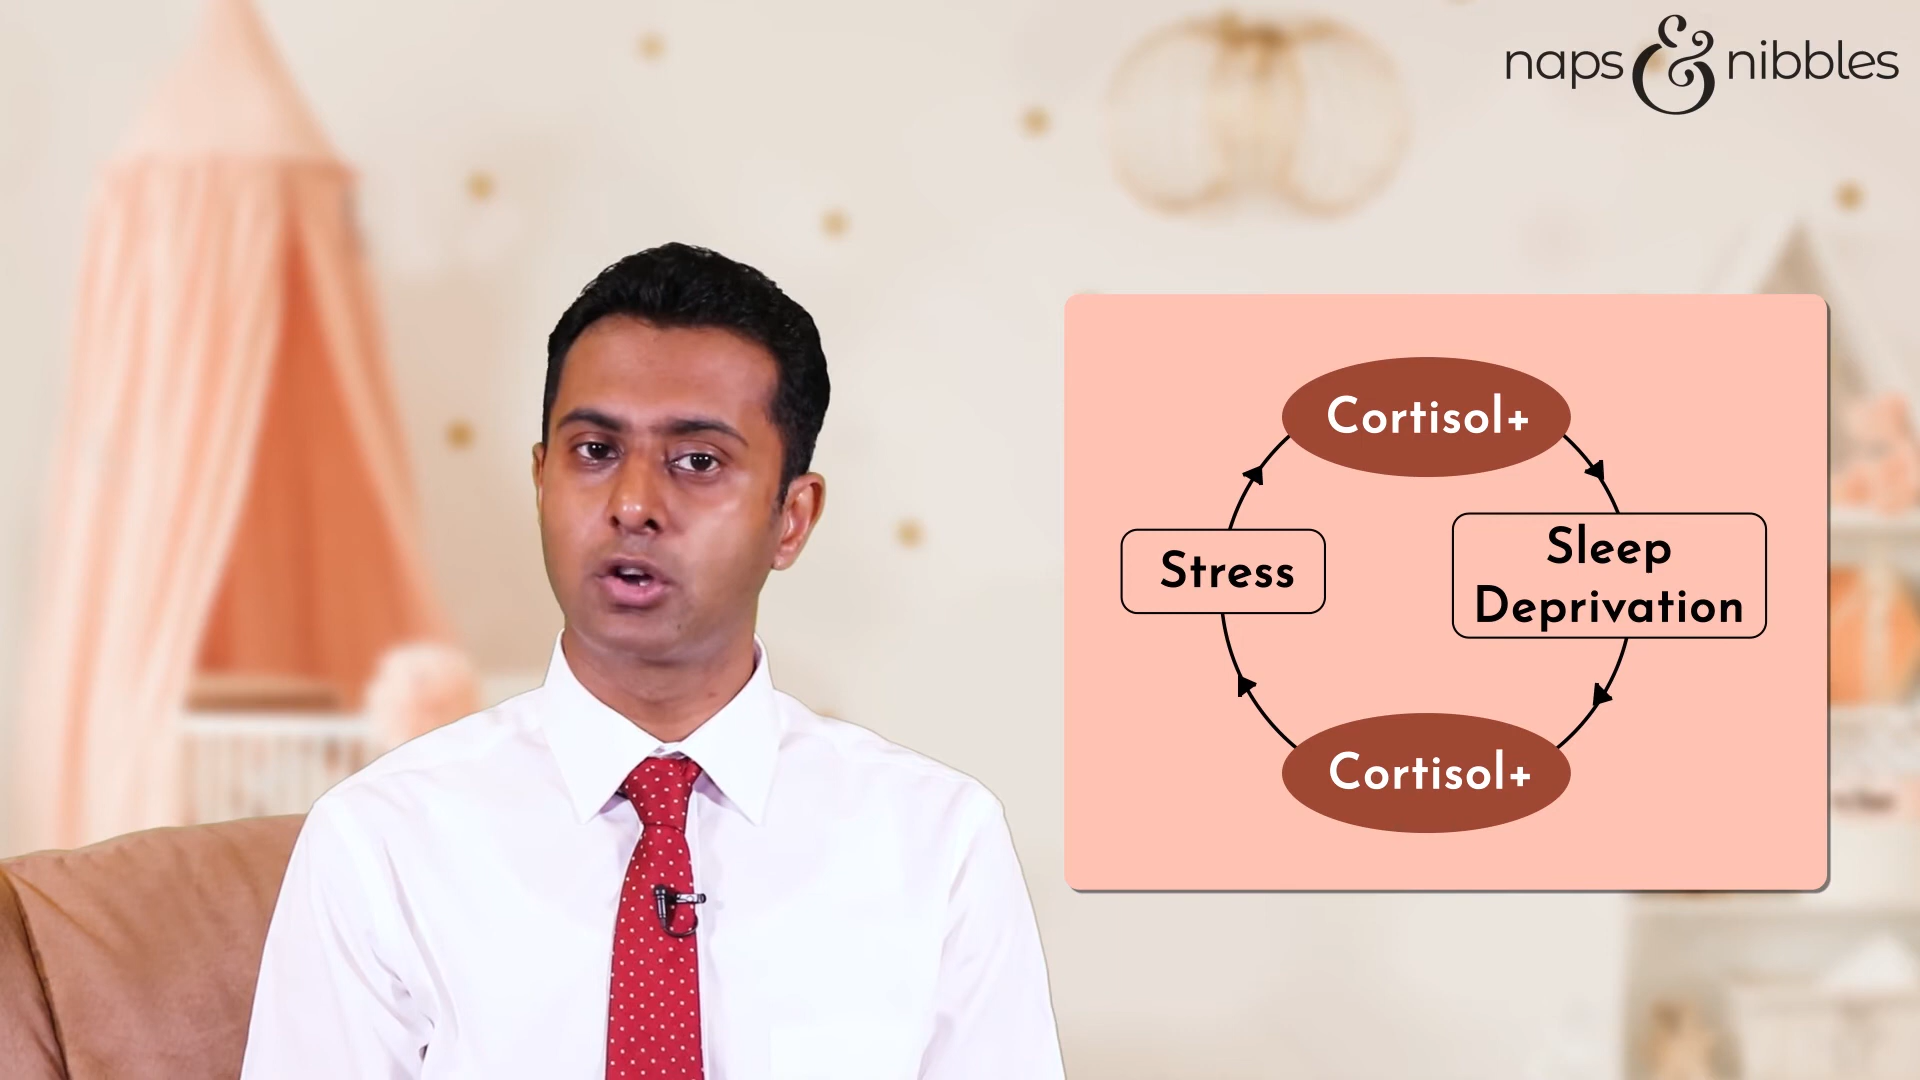 naps & nibbles
Cortisol+
Stress
Sleep
Deprivation
Cortisol+